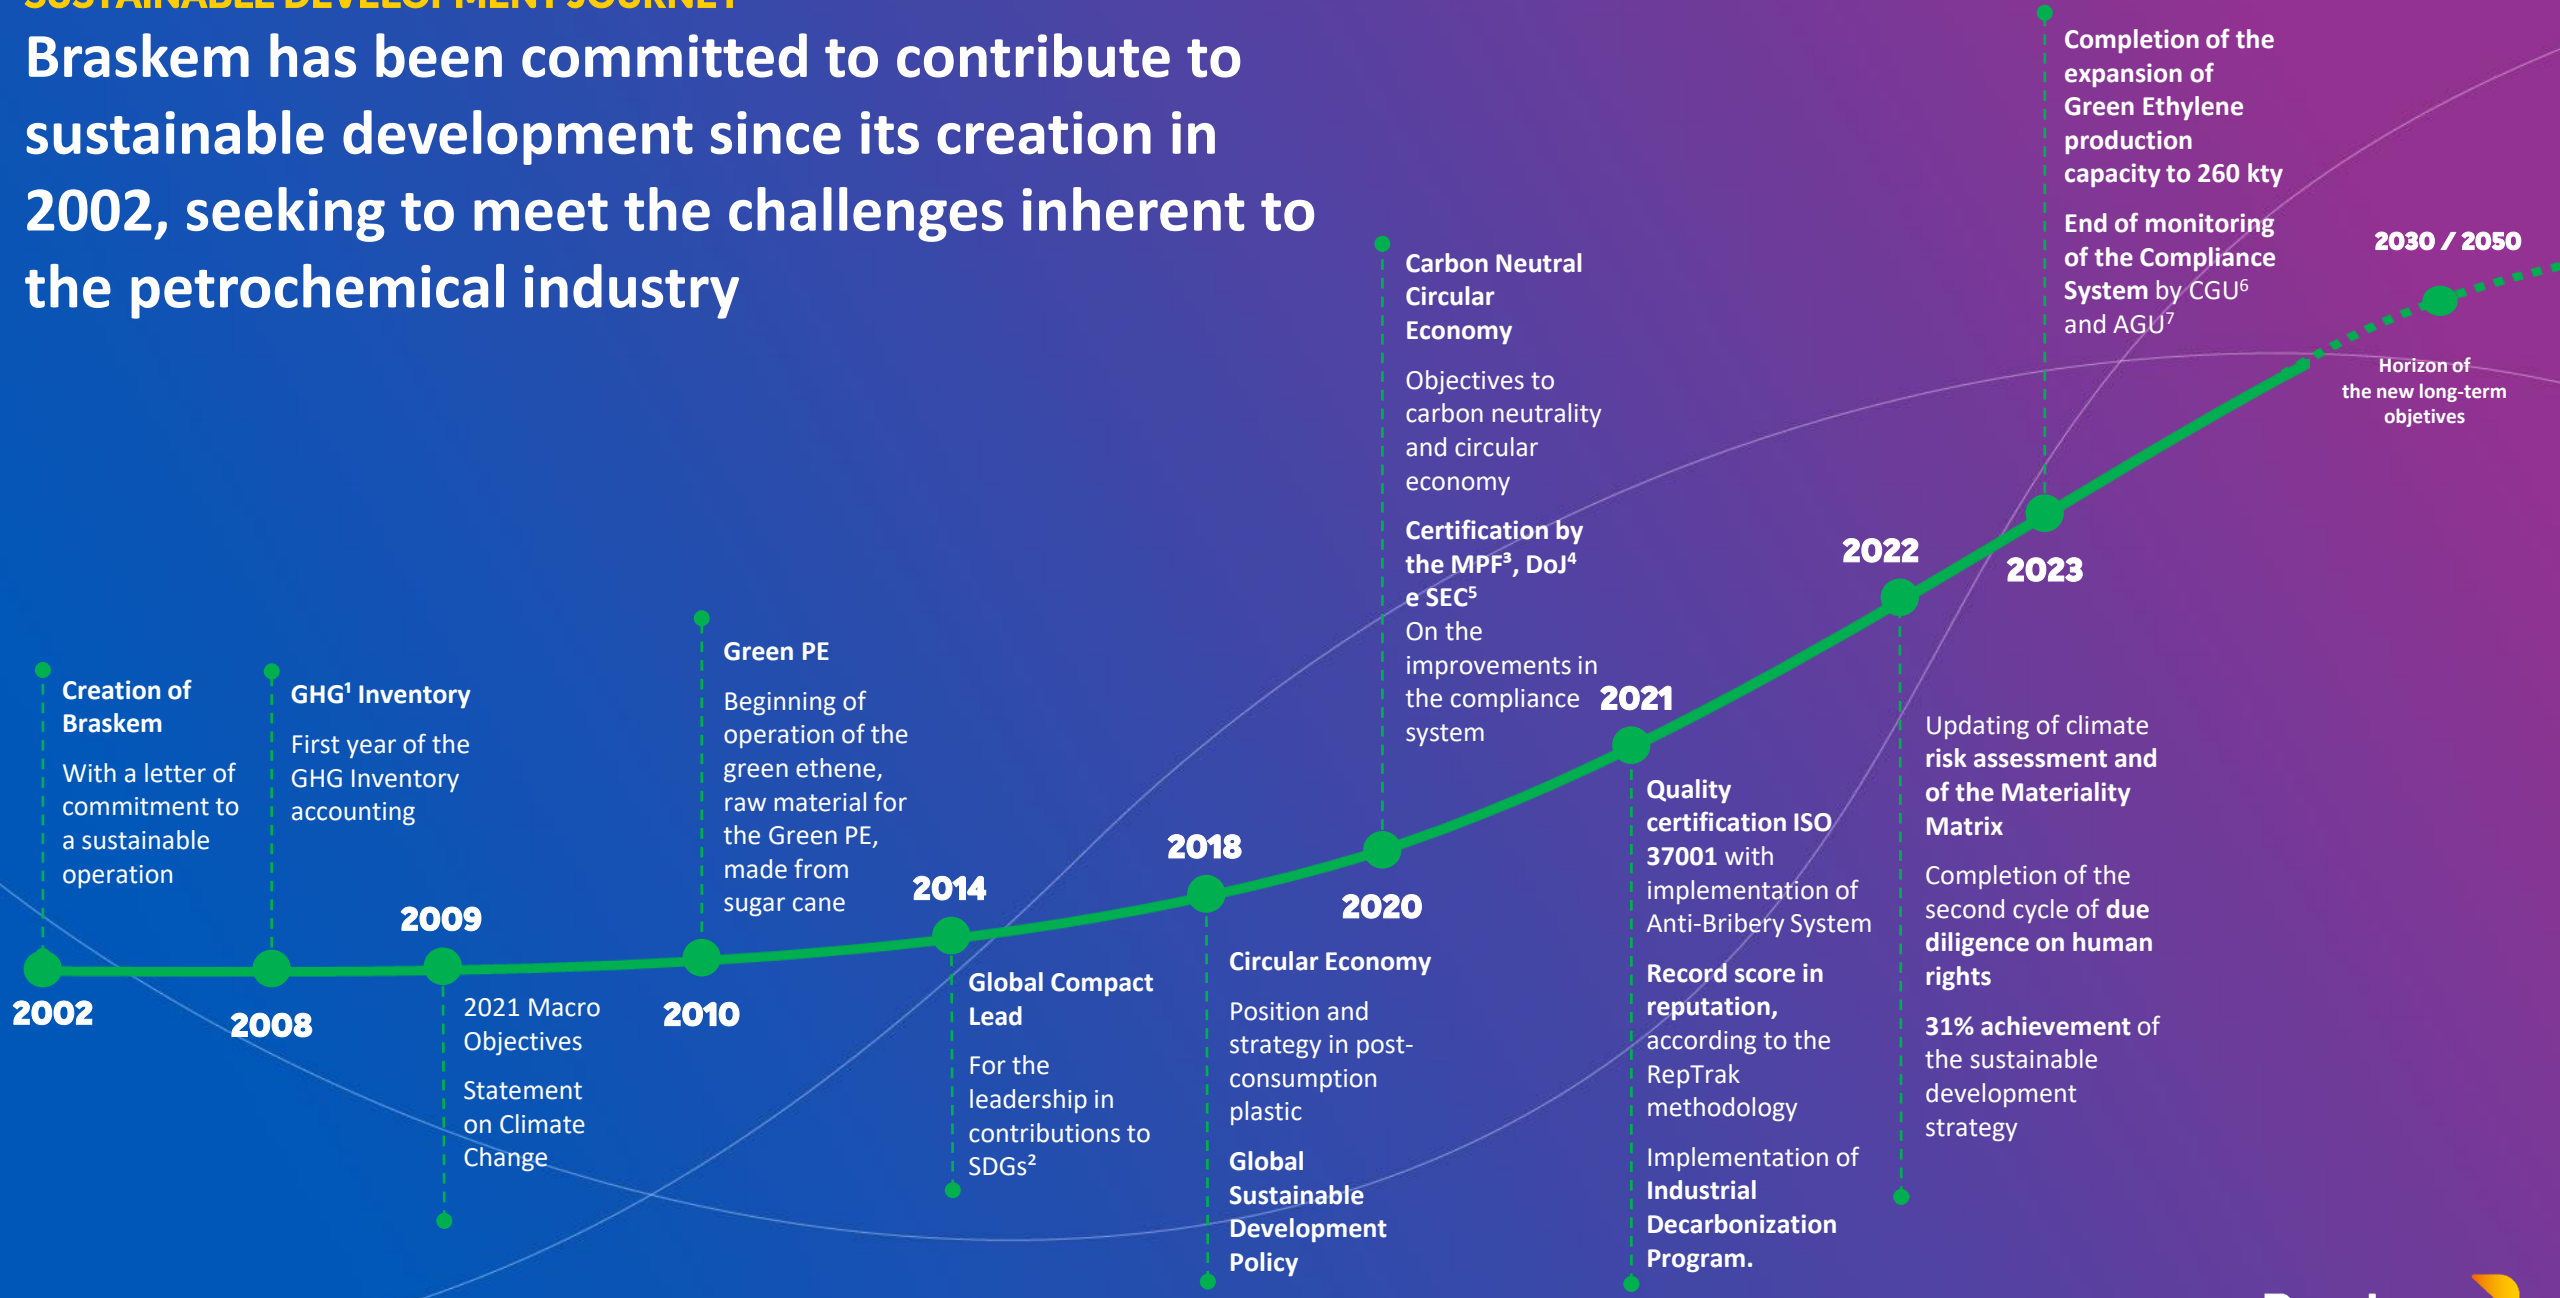 SUSTAINABLE DEVELOPMENT JOURNEY
Braskem has been committed to contribute to
sustainable development since its creation in
2002, seeking to meet the challenges inherent to
the petrochemical industry
Creation of
Braskem
With a letter of
commitment to
a sustainable
operation
2002
GHG¹ Inventory
First year of the
GHG Inventory
accounting
2008
2009
2021 Macro
Objectives
Statement
on Climate
Change
Green PE
Beginning of
operation of the
green ethene,
raw material for
the Green PE,
made from
sugar cane
2010
2014
Global Compact
Lead
For the
leadership in
contributions to
SDGs²
2018
Circular Economy
Position and
strategy in post-
consumption
plastic
Global
Sustainable
Development
Policy
Carbon Neutral
Circular
Economy
Objectives to
carbon neutrality
and circular
economy
Certification by
the MPF³, DoJ⁴
e SEC⁵
On the
improvements in
the compliance
system
2020
2021
Quality
certification ISO
37001 with
implementation of
Anti-Bribery System
Record score in
reputation,
according to the
RepTrak
methodology
Implementation of
Industrial
Decarbonization
Program.
2022
Updating of climate
risk assessment and
of the Materiality
Matrix
Completion of the
second cycle of due
diligence on human
rights
31% achievement of
the sustainable
development
strategy
Completion of the
expansion of
Green Ethylene
production
capacity to 260 kty
End of monitoring
of the Compliance
System by CGU⁶
and AGU⁷
2023
2030 / 2050
Horizon of
the new long-term
objetives